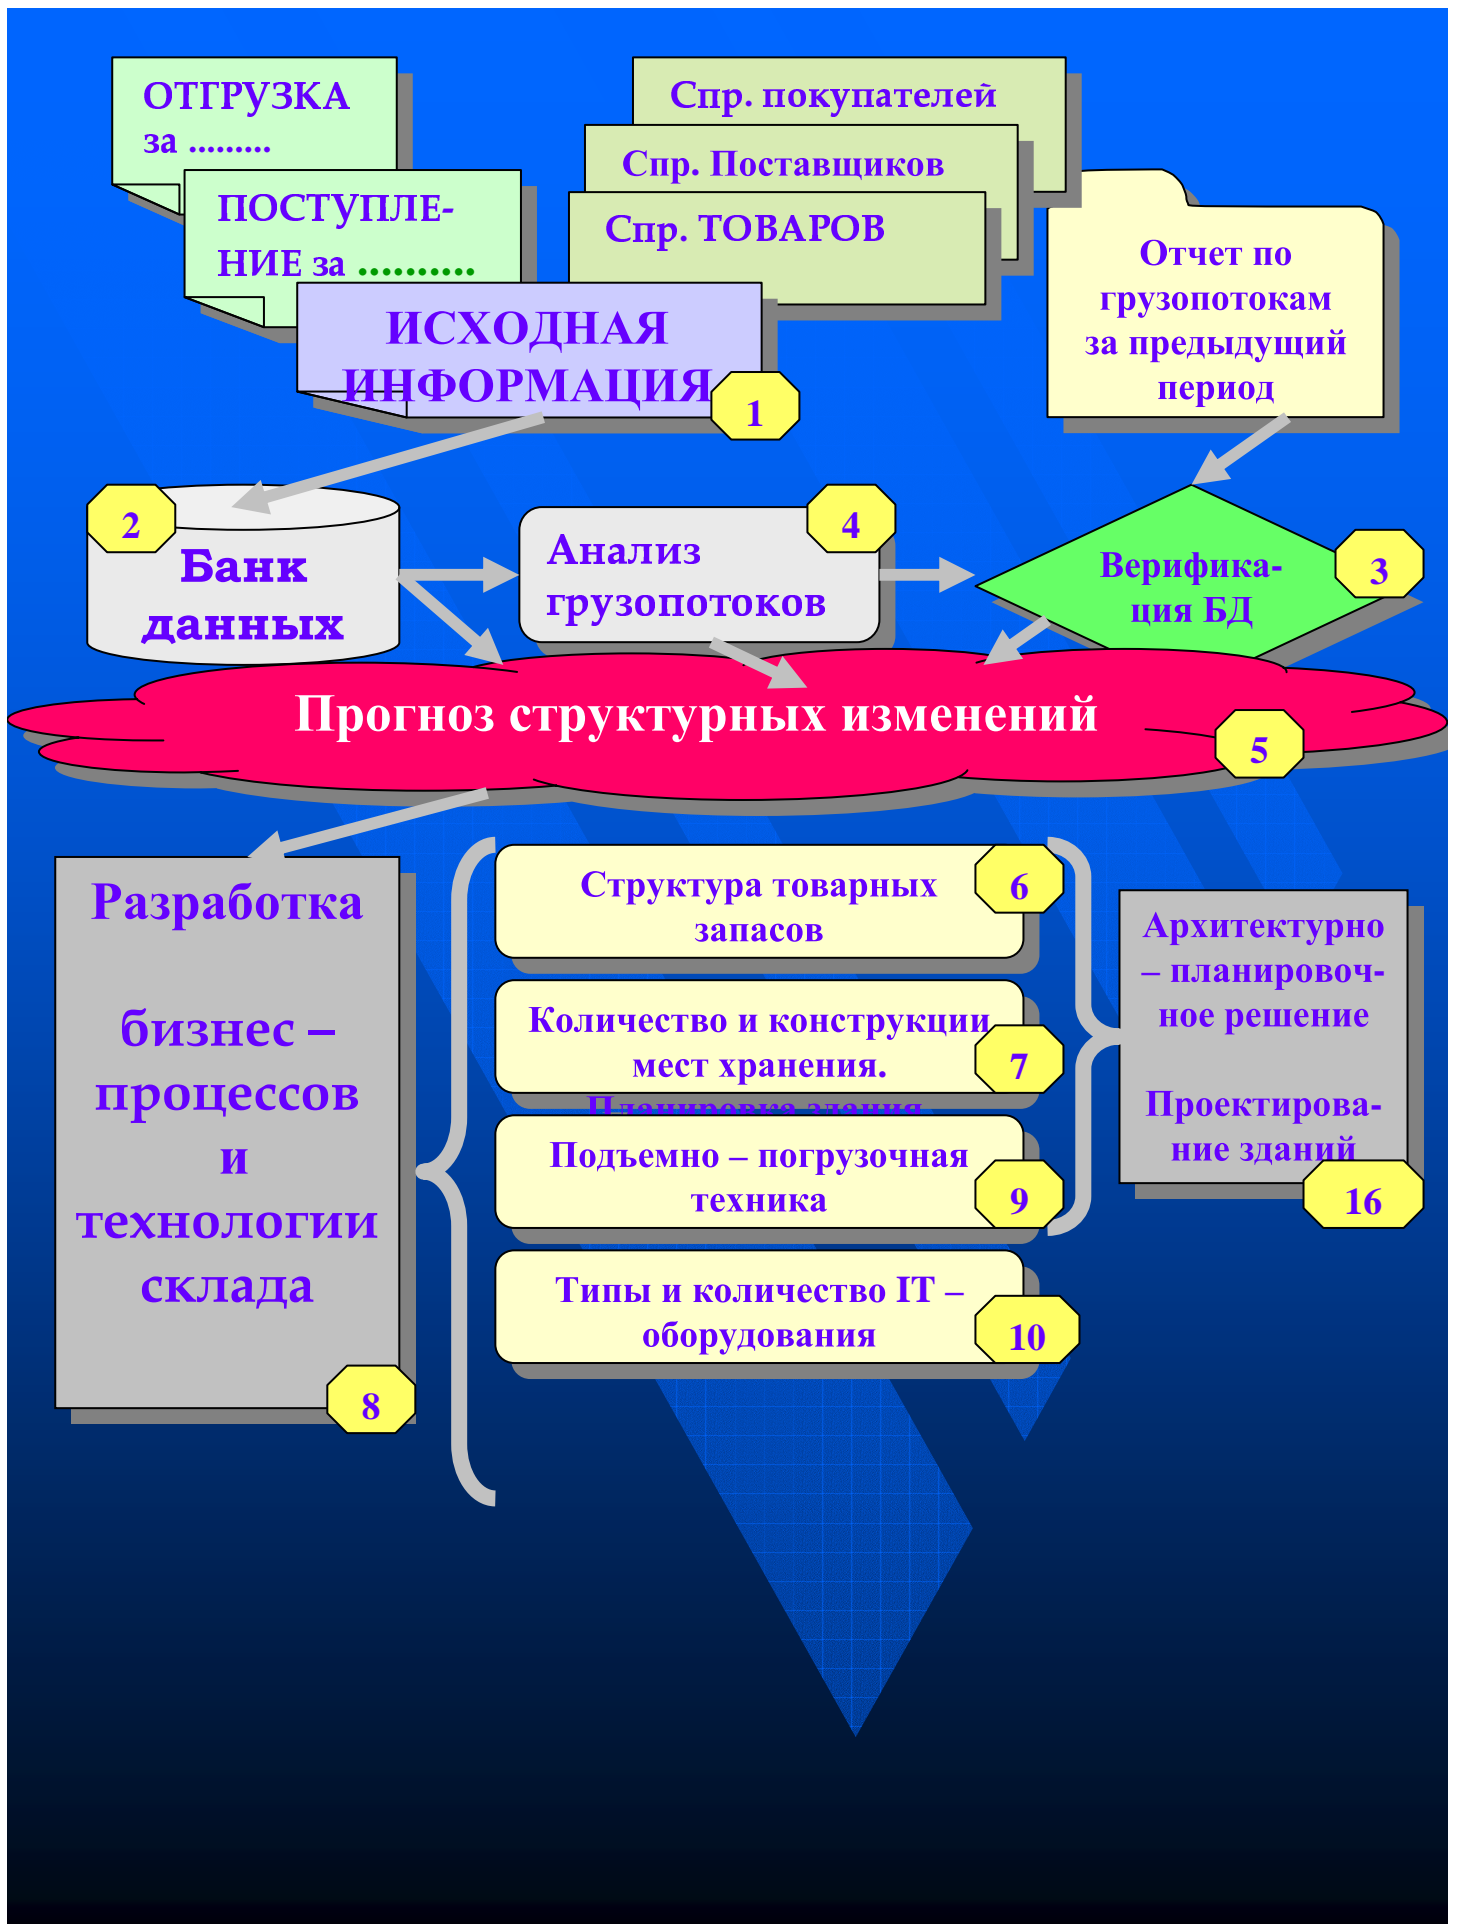 ОТГРУЗКА
за .........
ПОСТУПЛЕ-
НИЕ за ..........
Спр. покупателей
Спр. Поставщиков
Спр. ТОВАРОВ
ИСХОДНАЯ
ИНФОРМАЦИЯ
1
Отчет по
грузопотокам
за предыдущий
период
2
Банк
данных
4
Анализ
грузопотоков
3
Верифика-
ция БД
Прогноз структурных изменений
5
Разработка
бизнес –
процессов
и
технологии
склада
8
Структура товарных
запасов
6
Количество и конструкции
мест хранения.
Планировка здания
7
Подъемно – погрузочная
техника
9
Типы и количество IT –
оборудования
10
Архитектурно
– планировоч-
ное решение
Проектирова-
ние зданий
16